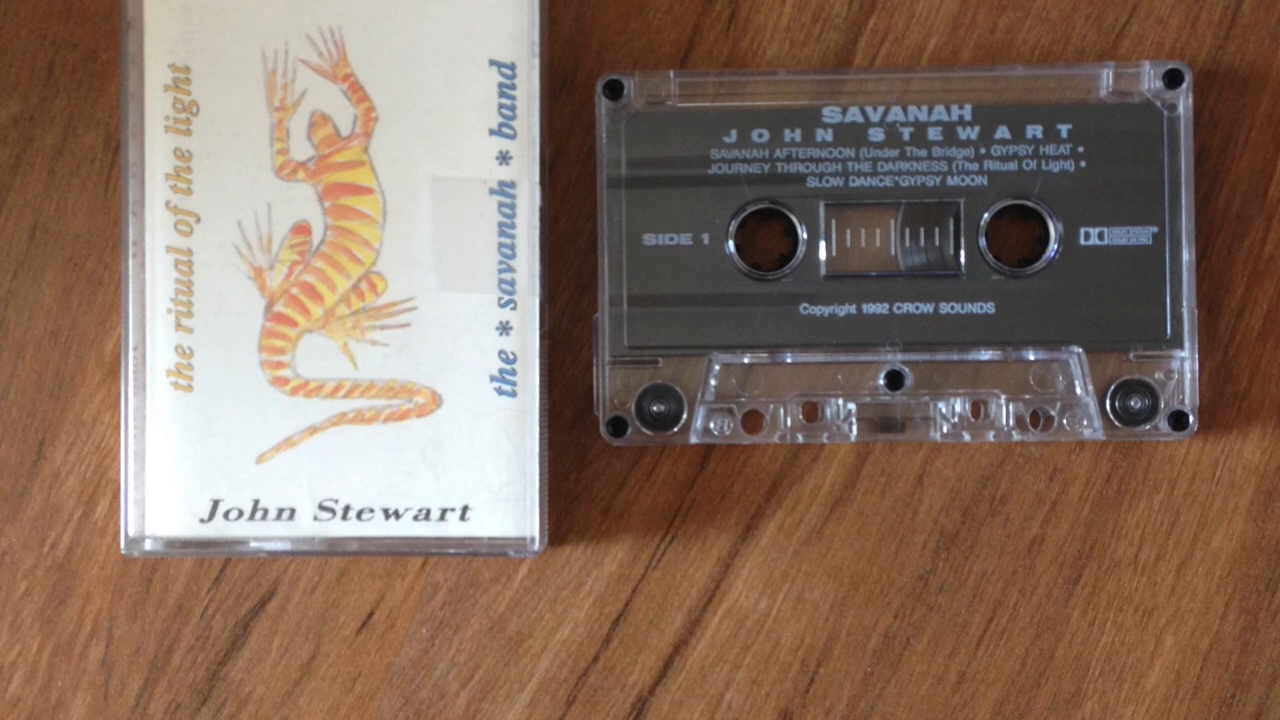 the ritual of the light
the * savanah * band
John Stewart
SAVANAH
JOHN STEWART
SAVANAH AFTERNOON (Under The Bridge) • GYPSY HEAT •
JOURNEY THROUGH THE DARKNESS (The Ritual Of Light) •
SLOW DANCE*GYPSY MOON
SIDE 1
Copyright 1992 CROW SOUNDS